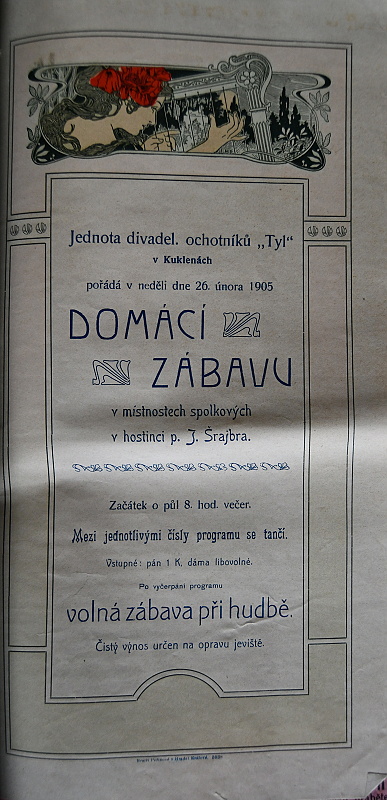 Jednota divadel. ochotníků „Tyl“
v Kuklenách
pořádá v neděli dne 26. února 1905
DOMÁCÍ
ZÁBAVU
v místnostech spolkových
v hostinci p. J. Šrajbra.
Začátek o půl 8. hod. večer.
Mezi jednotlivými čísly programu se tančí.
Vstupné: pán 1 K. dáma libovolné.
Po vyčerpání programu
volná zábava při hudbě.
Čistý výnos určen na opravu jeviště.